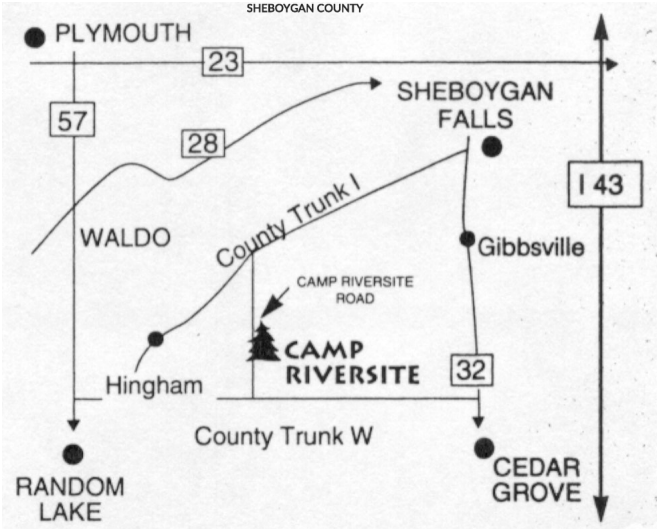 SHEBOYGAN COUNTY
PLYMOUTH
23
SHEBOYGAN
FALLS
57
28
I 43
WALDO
County Trunk I
Gibbsville
CAMP RIVERSITE
ROAD
CAMP
RIVERSITE
32
Hingham
County Trunk W
RANDOM
LAKE
CEDAR
GROVE